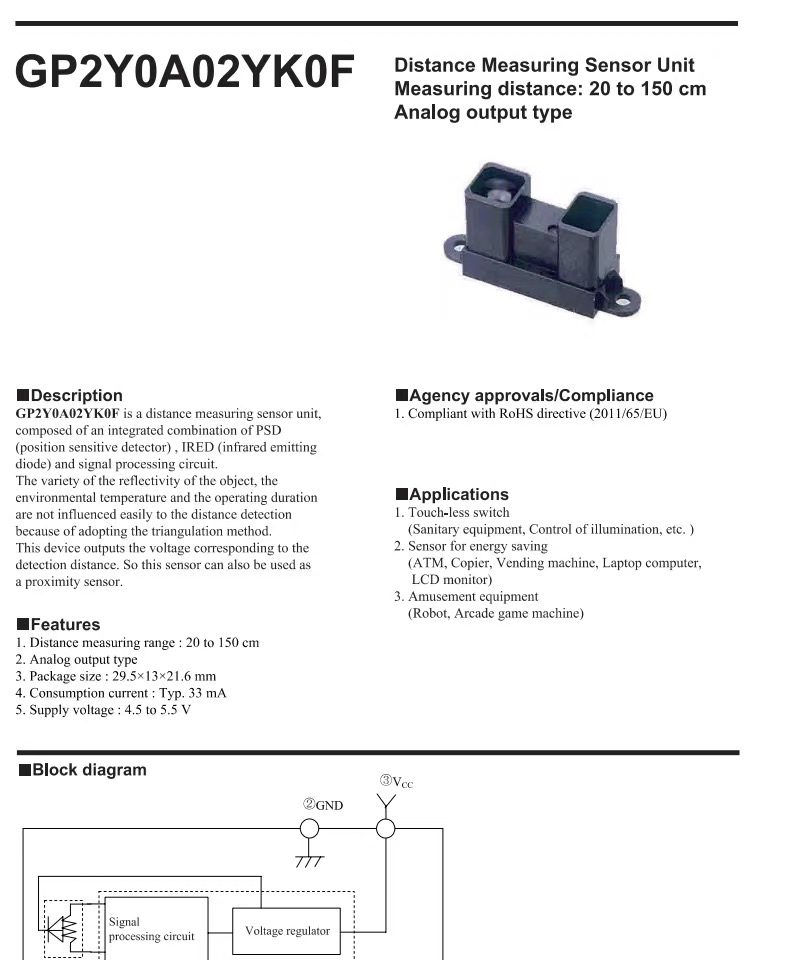 GP2Y0A02YK0F
Distance Measuring Sensor Unit
Measuring distance: 20 to 150 cm
Analog output type
■Description
GP2Y0A02YK0F is a distance measuring sensor unit,
composed of an integrated combination of PSD
(position sensitive detector) , IRED (infrared emitting
diode) and signal processing circuit.
The variety of the reflectivity of the object, the
environmental temperature and the operating duration
are not influenced easily to the distance detection
because of adopting the triangulation method.
This device outputs the voltage corresponding to the
detection distance. So this sensor can also be used as
a proximity sensor.
■Features
1. Distance measuring range : 20 to 150 cm
2. Analog output type
3. Package size : 29.5×13×21.6 mm
4. Consumption current : Typ. 33 mA
5. Supply voltage : 4.5 to 5.5 V
■Agency approvals/Compliance
1. Compliant with RoHS directive (2011/65/EU)
■Applications
1. Touch-less switch
(Sanitary equipment, Control of illumination, etc. )
2. Sensor for energy saving
(ATM, Copier, Vending machine, Laptop computer,
LCD monitor)
3. Amusement equipment
(Robot, Arcade game machine)
■Block diagram
③VCC
②GND
Signal
processing circuit
Voltage regulator